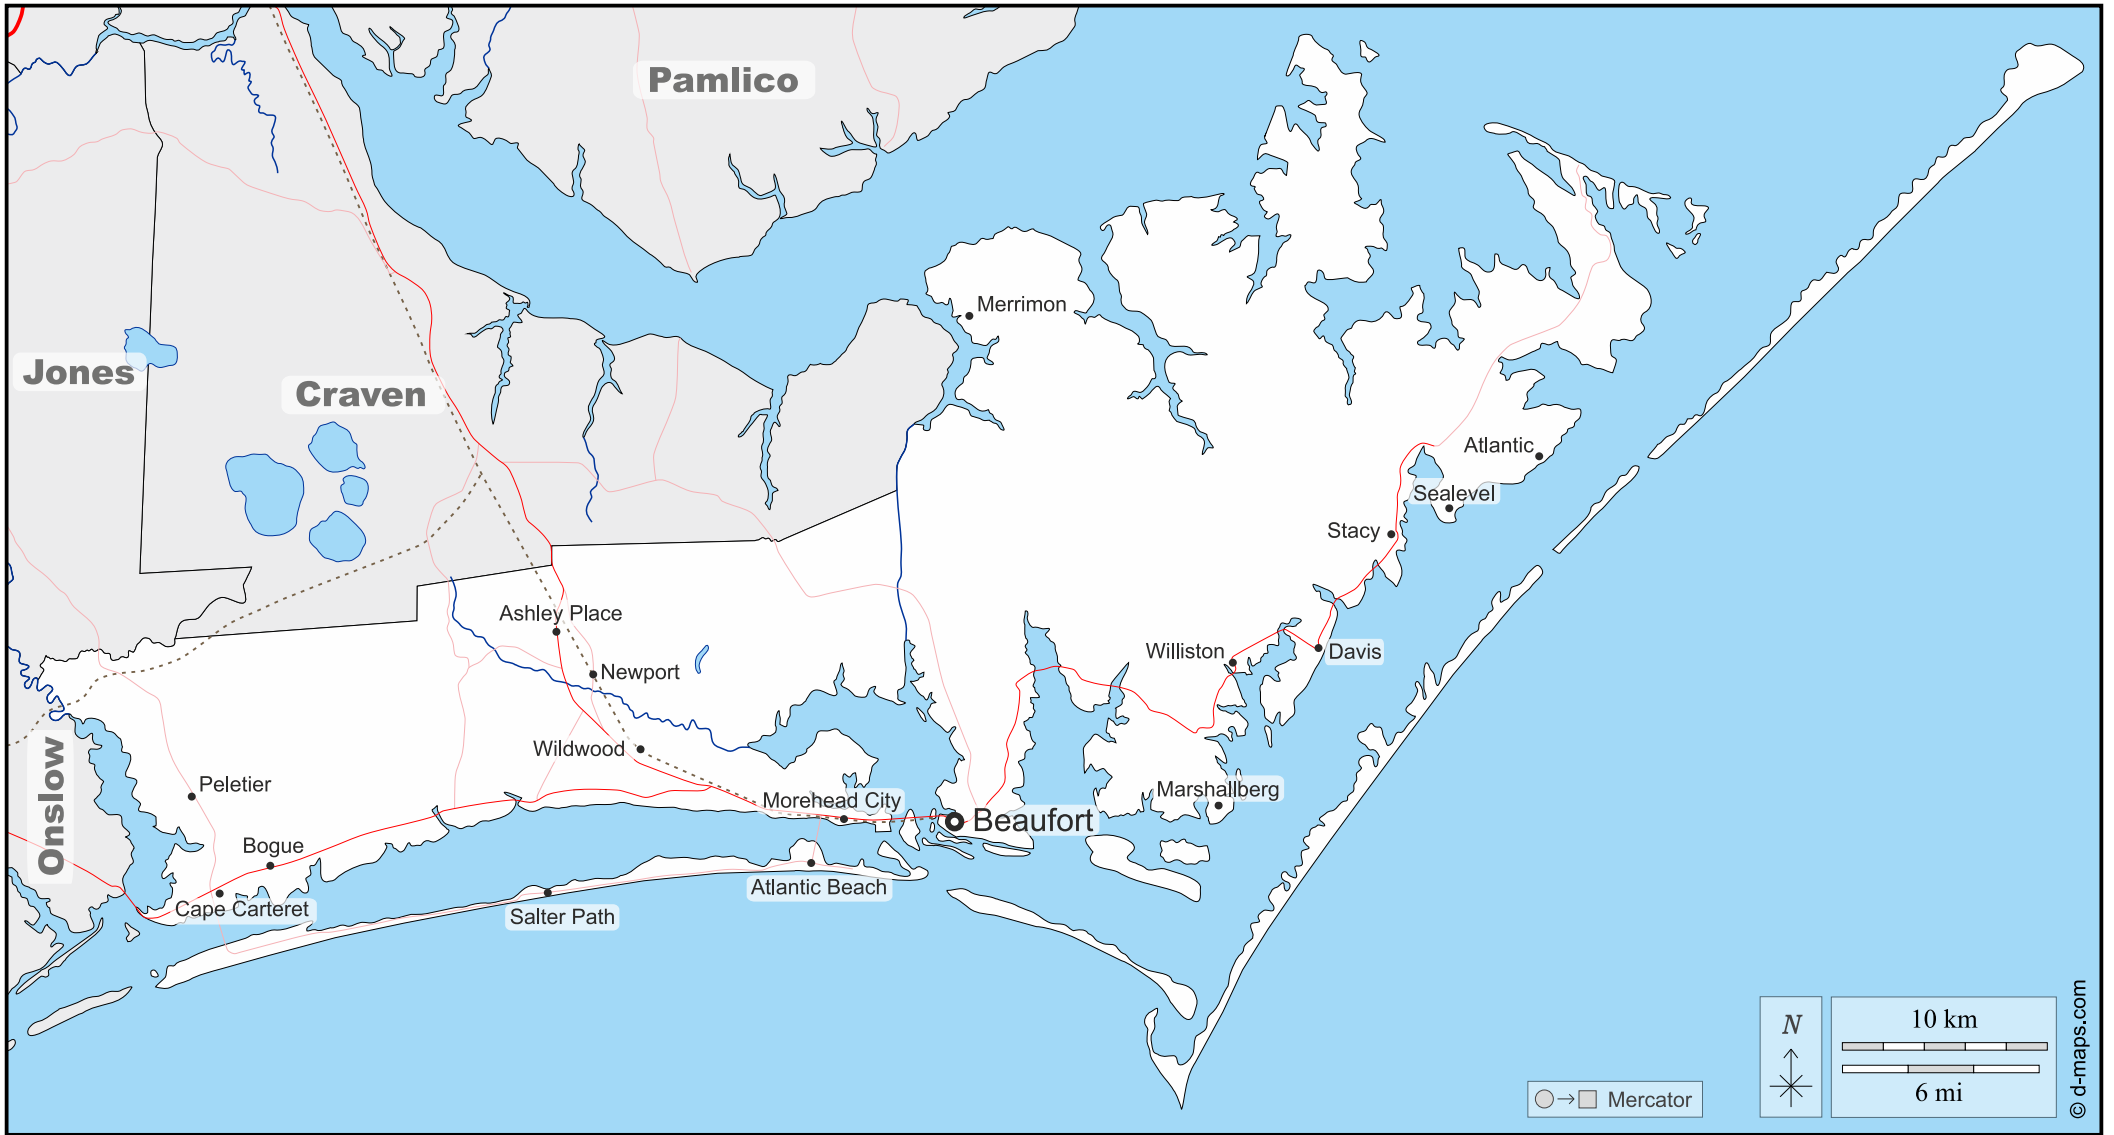 Pamlico
Merrimon
Jones
Craven
Atlantic
Sealevel
Stacy
Ashley Place
Williston
Davis
Newport
Onslow
Wildwood
Peletier
Morehead City
Marshallberg
Beaufort
Bogue
Atlantic Beach
Cape Carteret
Salter Path
N
10 km
6 mi
Mercator
© d-maps.com